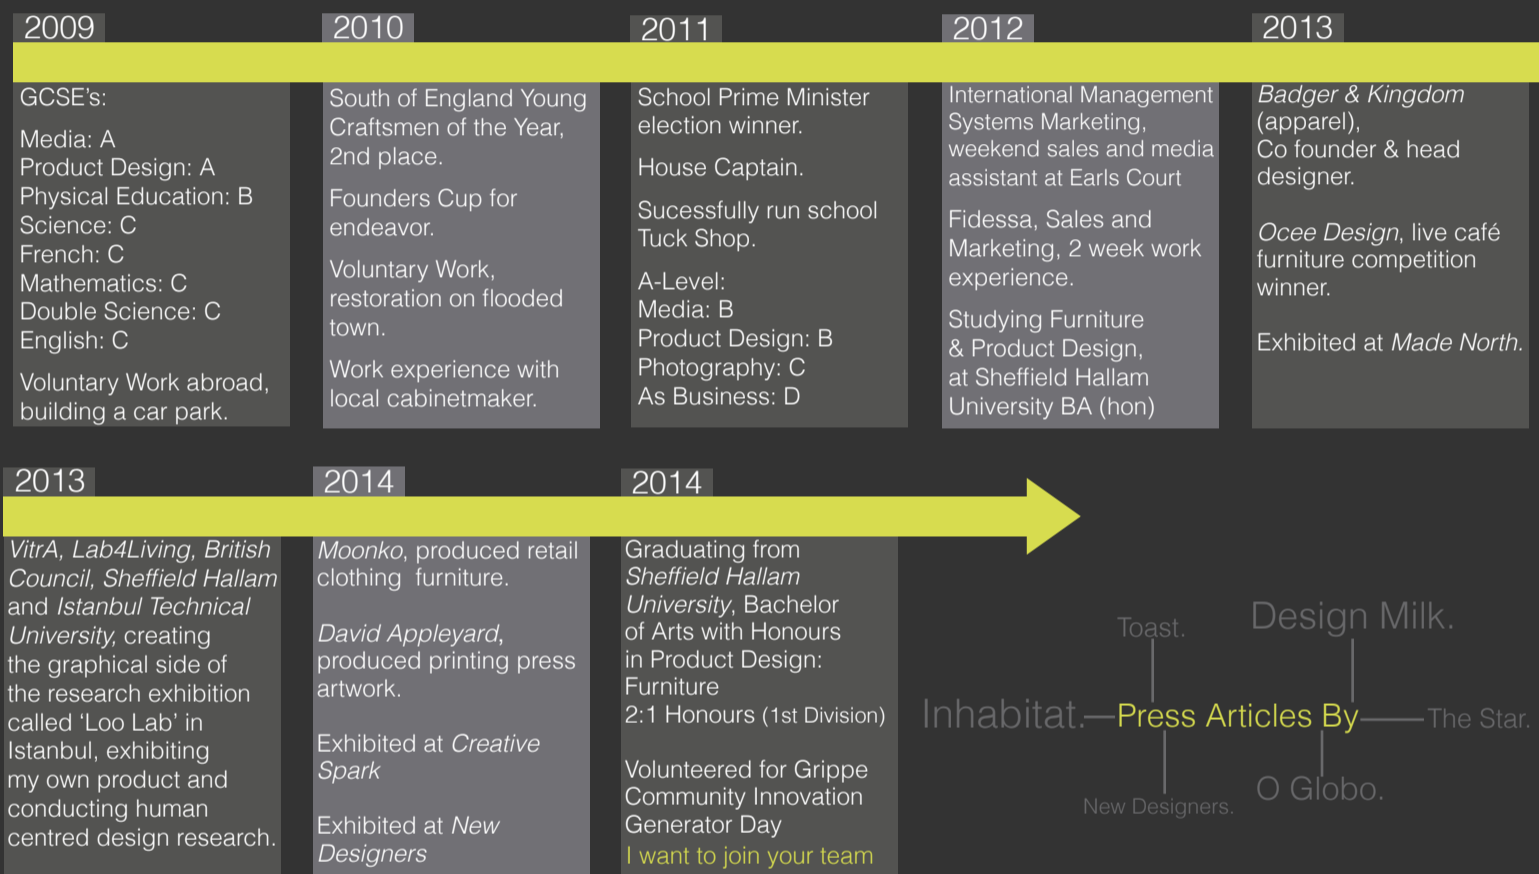 2009
GCSE's:
Media: A
Product Design: A
Physical Education: B
Science: C
French: C
Mathematics: C
Double Science: C
English: C
Voluntary Work abroad,
building a car park.
2010
South of England Young
Craftsmen of the Year,
2nd place.
Founders Cup for
endeavor.
Voluntary Work,
restoration on flooded
town.
Work experience with
local cabinetmaker.
2011
School Prime Minister
election winner.
House Captain.
Sucessfully run school
Tuck Shop.
A-Level:
Media: B
Product Design: B
Photography: C
As Business: D
2012
International Management
Systems Marketing,
weekend sales and media
assistant at Earls Court
Fidessa, Sales and
Marketing, 2 week work
experience.
Studying Furniture
& Product Design,
at Sheffield Hallam
University BA (hon)
2013
Badger & Kingdom
(apparel),
Co founder & head
designer.
Ocee Design, live café
furniture competition
winner.
Exhibited at Made North.
2013
VitrA, Lab4Living, British
Council, Sheffield Hallam
and Istanbul Technical
University, creating
the graphical side of
the research exhibition
called ‘Loo Lab’ in
Istanbul, exhibiting
my own product and
conducting human
centred design research.
2014
Moonko, produced retail
clothing furniture.
David Appleyard,
produced printing press
artwork.
Exhibited at Creative
Spark
Exhibited at New
Designers
2014
Graduating from
Sheffield Hallam
University, Bachelor
of Arts with Honours
in Product Design:
Furniture
2:1 Honours (1st Division)
Volunteered for Grippe
Community Innovation
Generator Day
I want to join your team
Toast.
Design Milk.
Inhabitat.
Press Articles By
The Star.
New Designers.
O Globo.